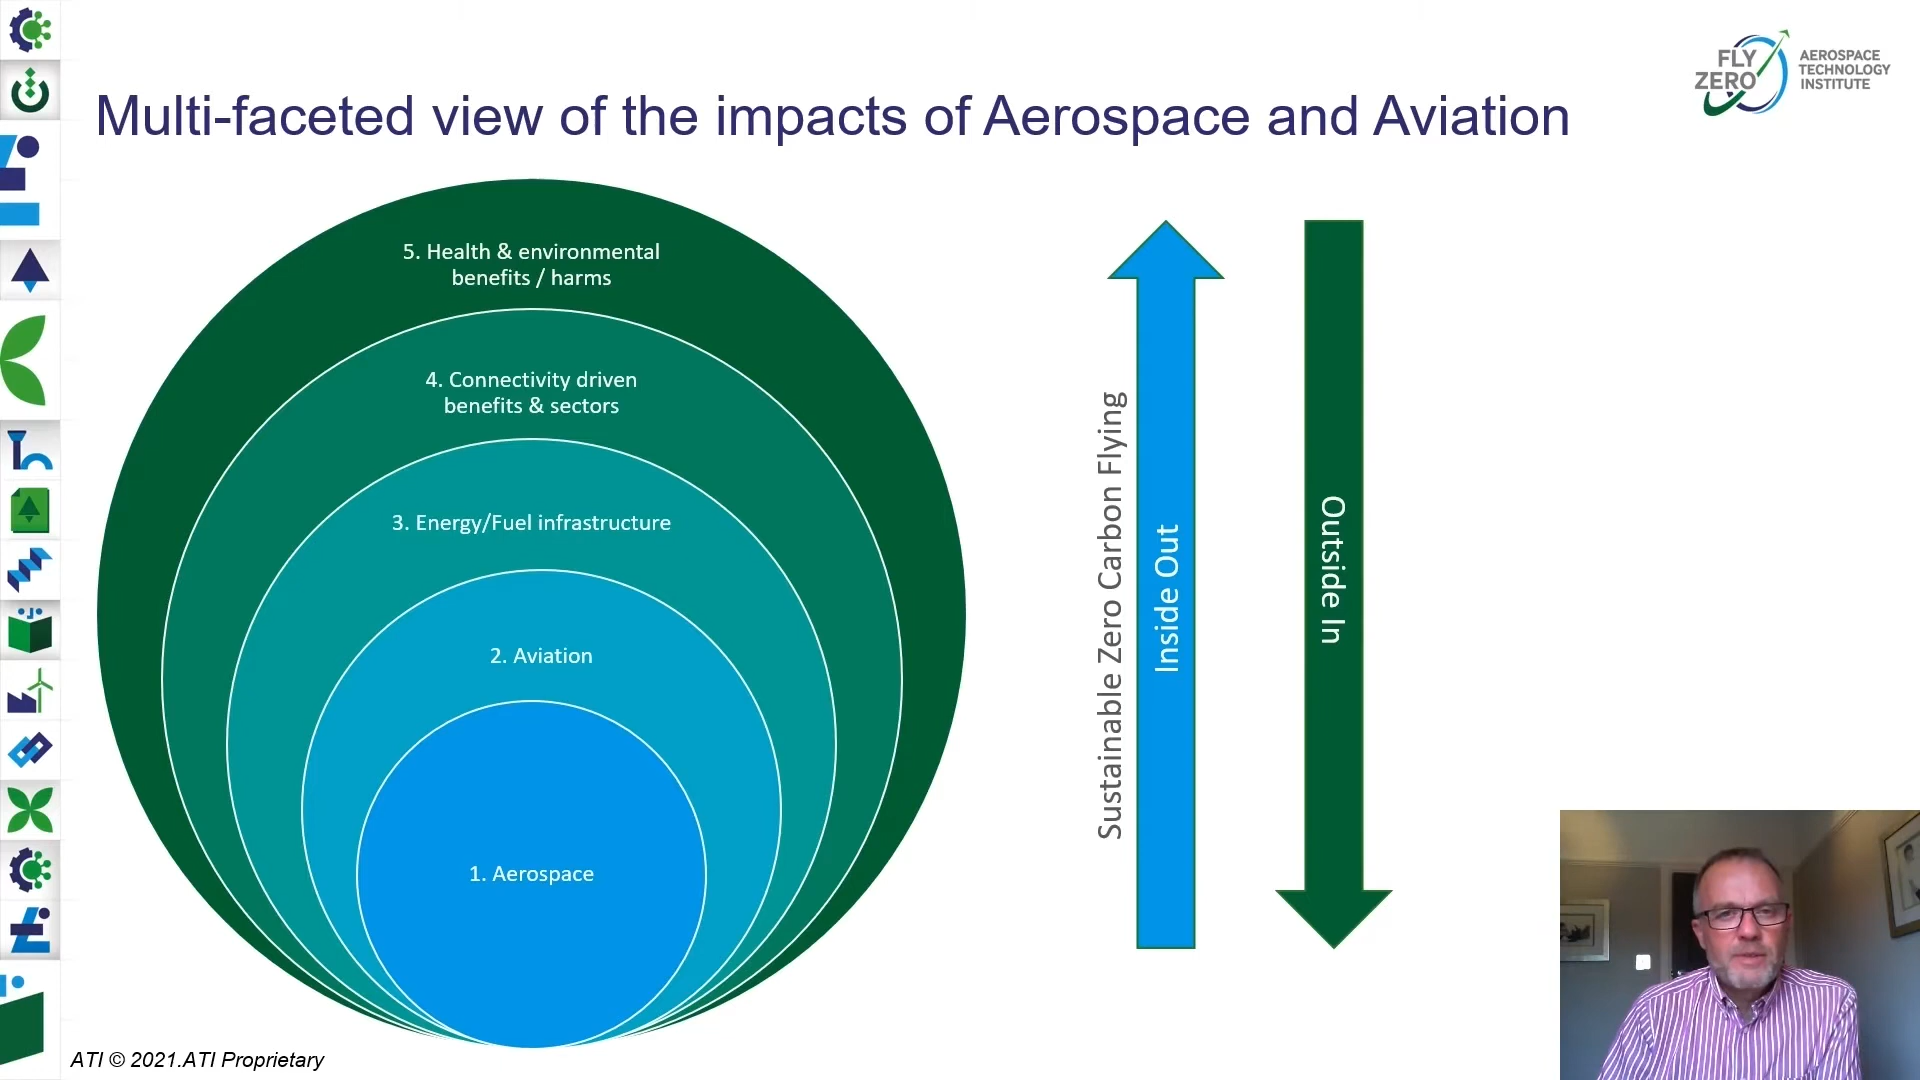 FLY
ZERO
AEROSPACE
TECHNOLOGY
INSTITUTE
Multi-faceted view of the impacts of Aerospace and Aviation
5. Health & environmental
benefits / harms
4. Connectivity driven
benefits & sectors
3. Energy/Fuel infrastructure
2. Aviation
1. Aerospace
Sustainable Zero Carbon Flying
Inside Out
Outside In
ATI © 2021.ATI Proprietary